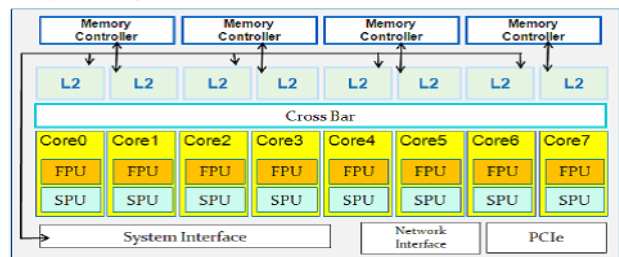 Memory Controller
Memory Controller
Memory Controller
Memory Controller
L2 L2 L2 L2 L2 L2 L2 L2
Cross Bar
Core0 Core1 Core2 Core3 Core4 Core5 Core6 Core7
FPU FPU FPU FPU FPU FPU FPU FPU
SPU SPU SPU SPU SPU SPU SPU SPU
System Interface
Network
Interface
PCIe